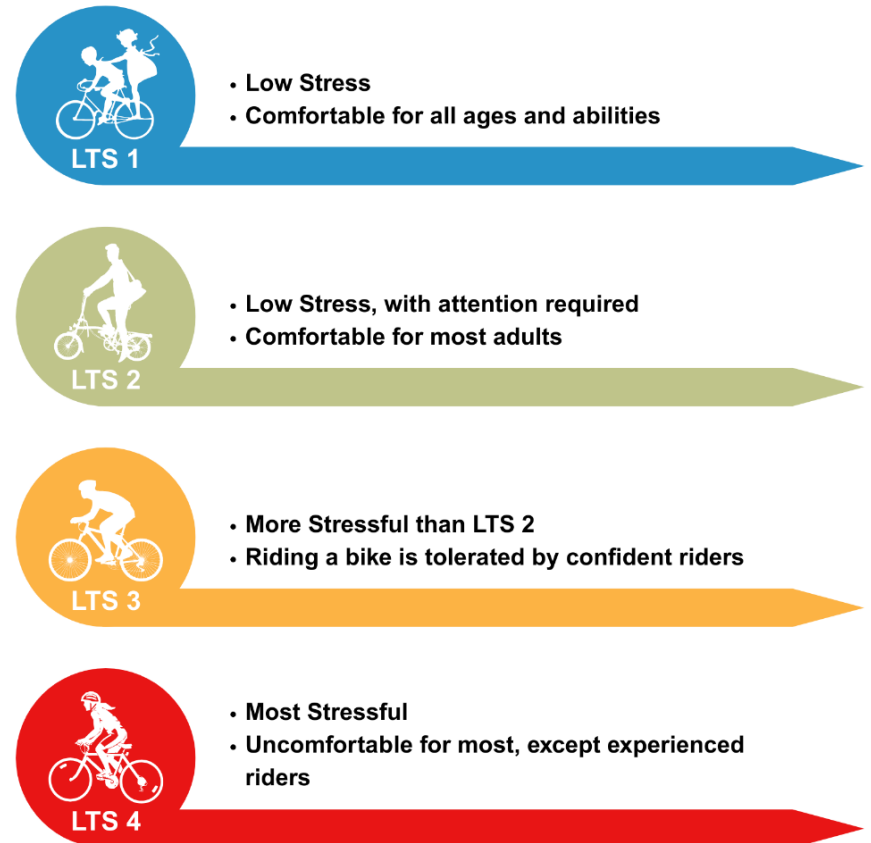 • Low Stress
• Comfortable for all ages and abilities
LTS 1
• Low Stress, with attention required
• Comfortable for most adults
LTS 2
• More Stressful than LTS 2
• Riding a bike is tolerated by confident riders
LTS 3
• Most Stressful
• Uncomfortable for most, except experienced
riders
LTS 4